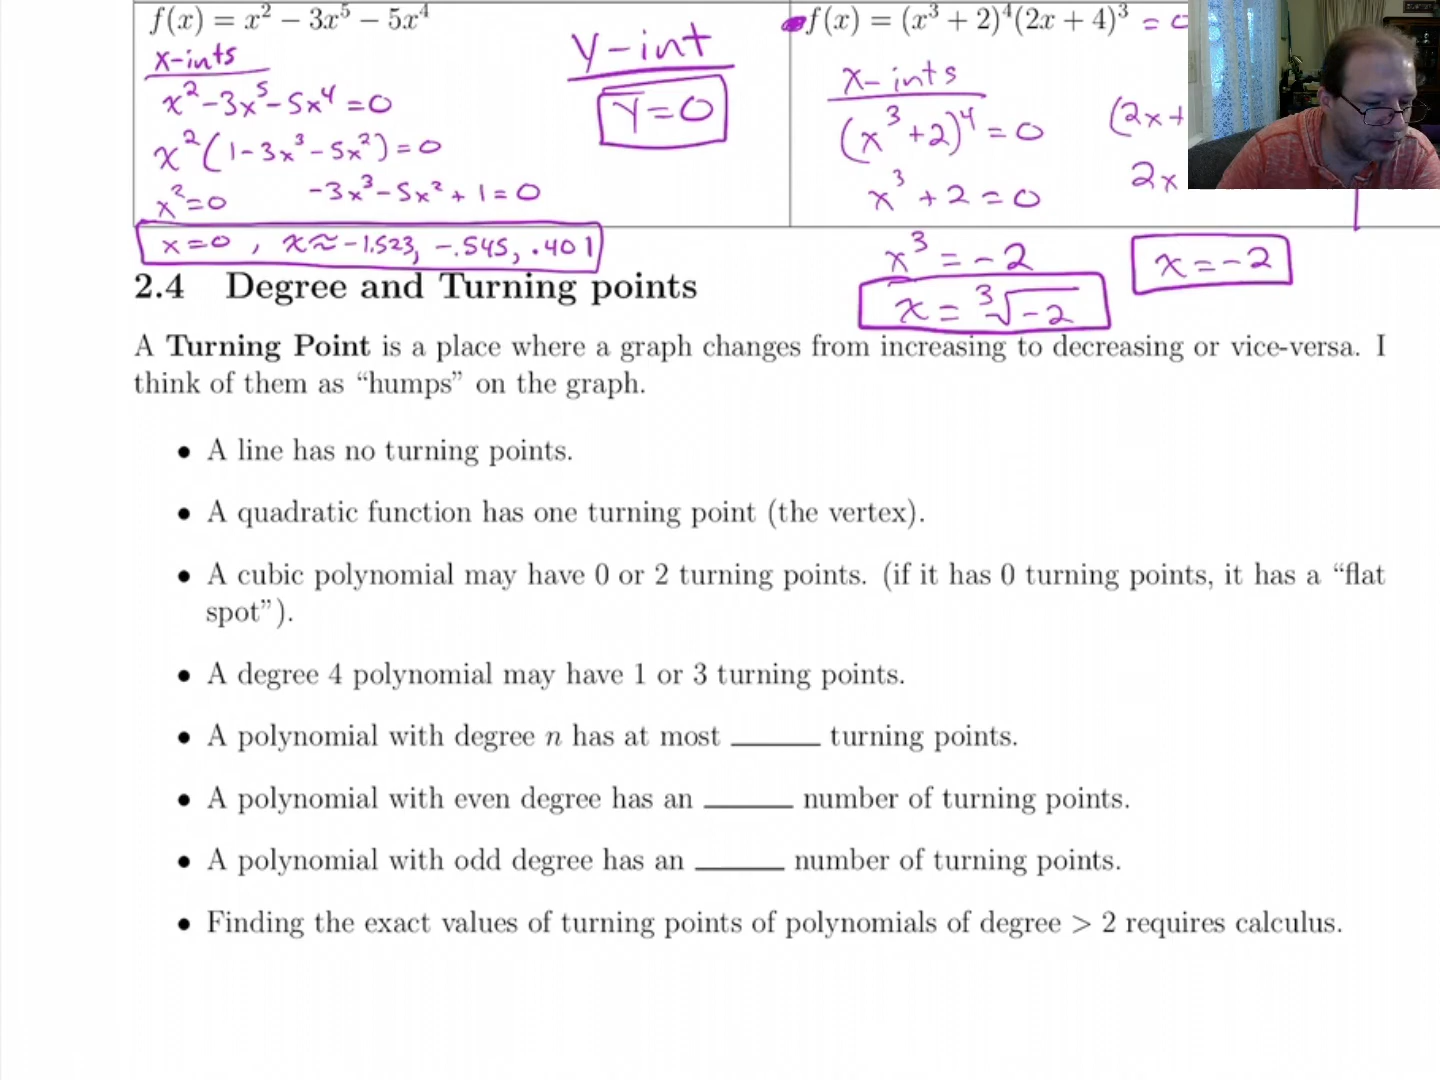 f(x) = x² − 3x⁵ − 5x⁴
x-ints
x² − 3x⁵ − 5x⁴ = 0
x²(1 − 3x³ − 5x²) = 0
x² = 0    −3x³ − 5x² + 1 = 0
x = 0 , x ≈ −1.523, −.545, .401
y-int
y = 0
f(x) = (x³ + 2)⁴(2x + 4)³ = 0
x-ints
(x³ + 2)⁴ = 0    (2x +
x³ + 2 = 0    2x
x³ = −2    x = −2
x = ∛−2
2.4 Degree and Turning points
A Turning Point is a place where a graph changes from increasing to decreasing or vice-versa. I
think of them as “humps” on the graph.
• A line has no turning points.
• A quadratic function has one turning point (the vertex).
• A cubic polynomial may have 0 or 2 turning points. (if it has 0 turning points, it has a “flat
spot”).
• A degree 4 polynomial may have 1 or 3 turning points.
• A polynomial with degree n has at most ______ turning points.
• A polynomial with even degree has an ______ number of turning points.
• A polynomial with odd degree has an ______ number of turning points.
• Finding the exact values of turning points of polynomials of degree > 2 requires calculus.